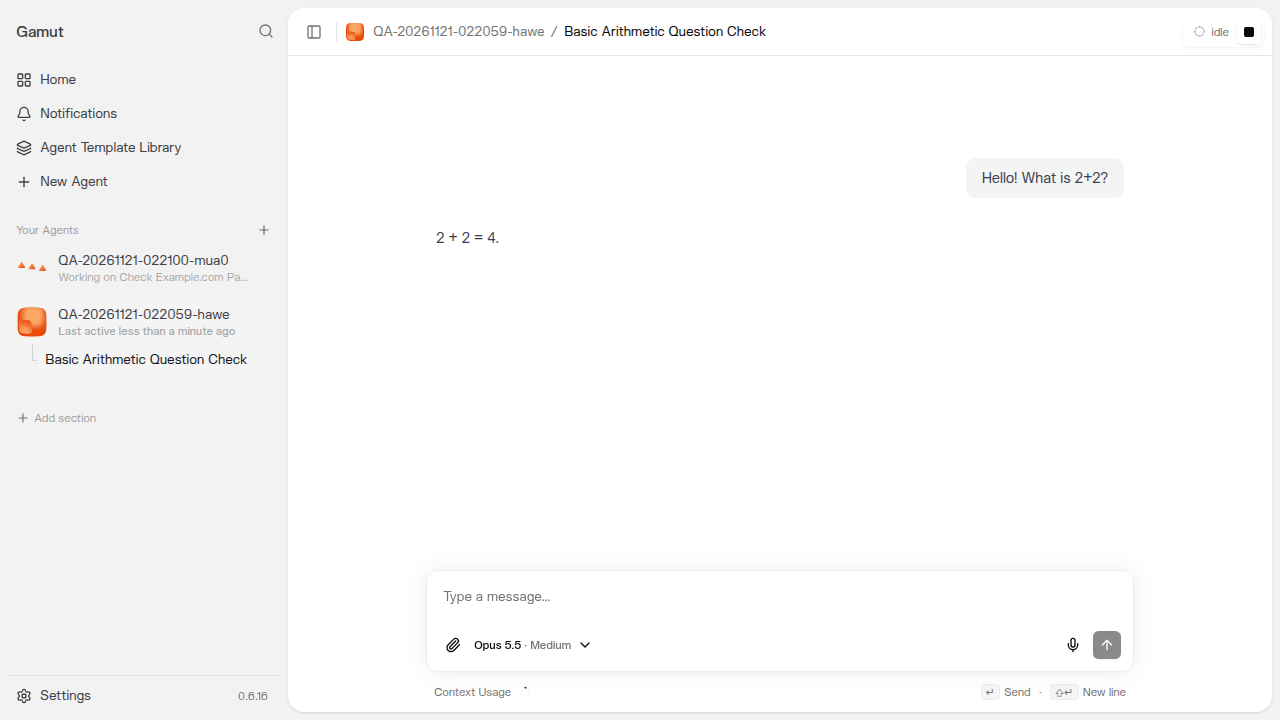 Gamut
Home
Notifications
Agent Template Library
New Agent
Your Agents
QA-20261121-022100-mua0
Working on Check Example.com Pa...
QA-20261121-022059-hawe
Last active less than a minute ago
Basic Arithmetic Question Check
Add section
Settings
0.6.16
QA-20261121-022059-hawe / Basic Arithmetic Question Check
idle
Hello! What is 2+2?
2 + 2 = 4.
Type a message...
Opus 5.5 · Medium
Context Usage
Send · New line